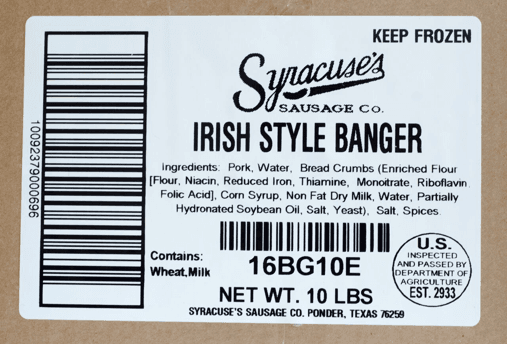 KEEP FROZEN
Syracuse's
SAUSAGE CO.
IRISH STYLE BANGER
Ingredients: Pork, Water, Bread Crumbs (Enriched Flour
[Flour, Niacin, Reduced Iron, Thiamine, Monoitrate, Riboflavin
Folic Acid], Corn Syrup, Non Fat Dry Milk, Water, Partially
Hydronated Soybean Oil, Salt, Yeast), Salt, Spices.
10092379000696
Contains:
Wheat,Milk
16BG10E
NET WT. 10 LBS
SYRACUSE'S SAUSAGE CO. PONDER, TEXAS 76259
U.S.
INSPECTED
AND PASSED BY
DEPARTMENT OF
AGRICULTURE
EST. 2933